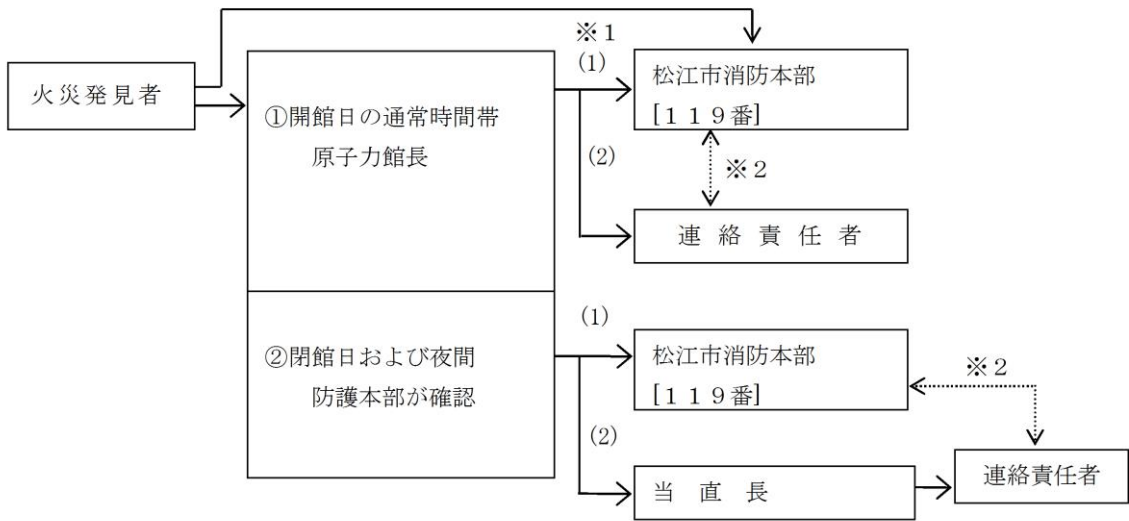 ※１
火災発見者
①開館日の通常時間帯
原子力館長
(1)
(2)
松江市消防本部
[１１９番]
※２
連 絡 責 任 者
②閉館日および夜間
防護本部が確認
(1)
(2)
松江市消防本部
[１１９番]
※２
当 直 長
連絡責任者